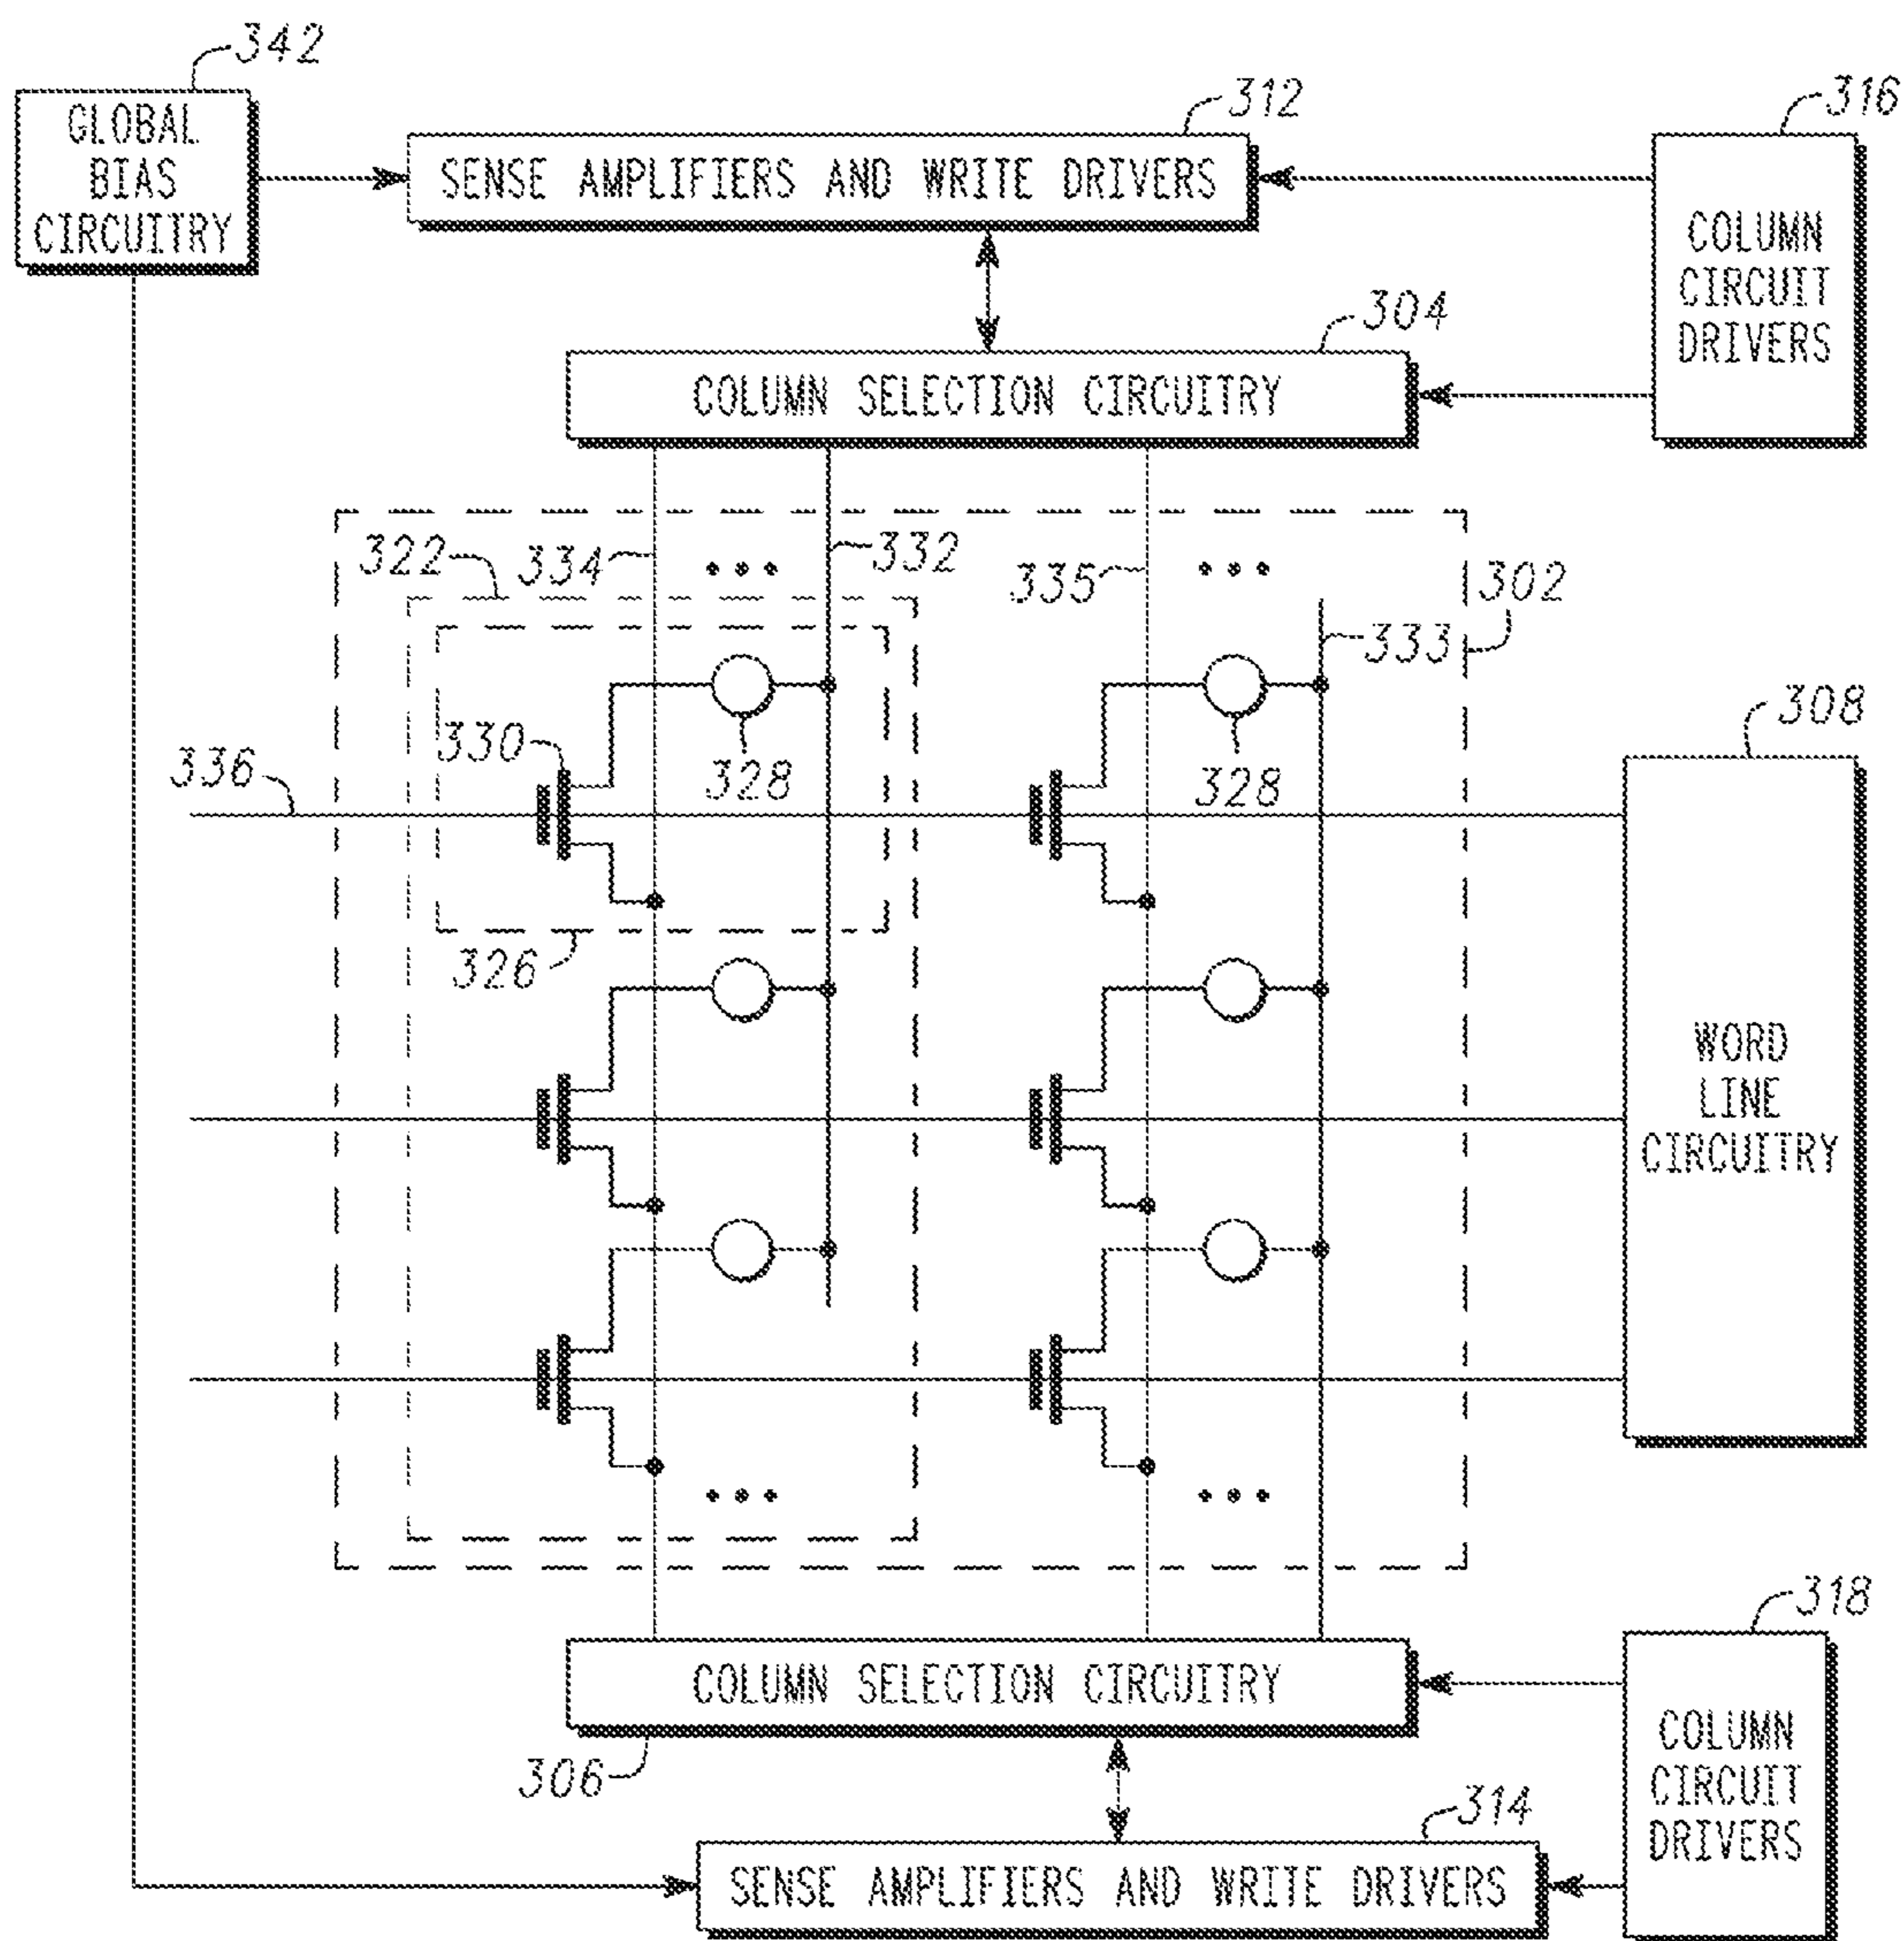 342
GLOBAL
BIAS
CIRCUITRY
312
SENSE AMPLIFIERS AND WRITE DRIVERS
316
COLUMN
CIRCUIT
DRIVERS
304
COLUMN SELECTION CIRCUITRY
322
334
332
335
302
333
330
328
328
336
308
326
WORD
LINE
CIRCUITRY
318
COLUMN SELECTION CIRCUITRY
306
COLUMN
CIRCUIT
DRIVERS
314
SENSE AMPLIFIERS AND WRITE DRIVERS